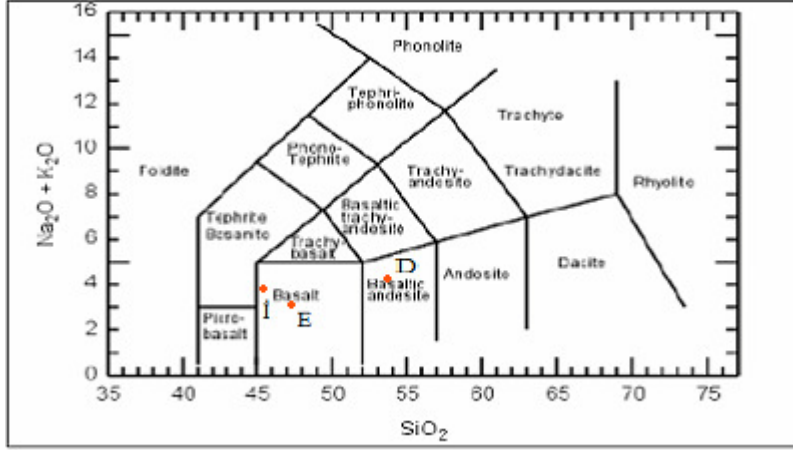 16
14
12
10
8
6
4
2
0
Na2O + K2O
Phonolite
Tephri-
phonolite
Trachyte
Phono-
Tephrite
Foidite
Trachy-
andesite
Trachydacite
Rhyolite
Tephrite
Basanite
Basaltic
trachy-
andesite
Trachy-
basalt
D
Andesite
Dacite
Basaltic
andesite
Basalt
İ
E
Picro-
basalt
35 40 45 50 55 60 65 70 75
SiO2